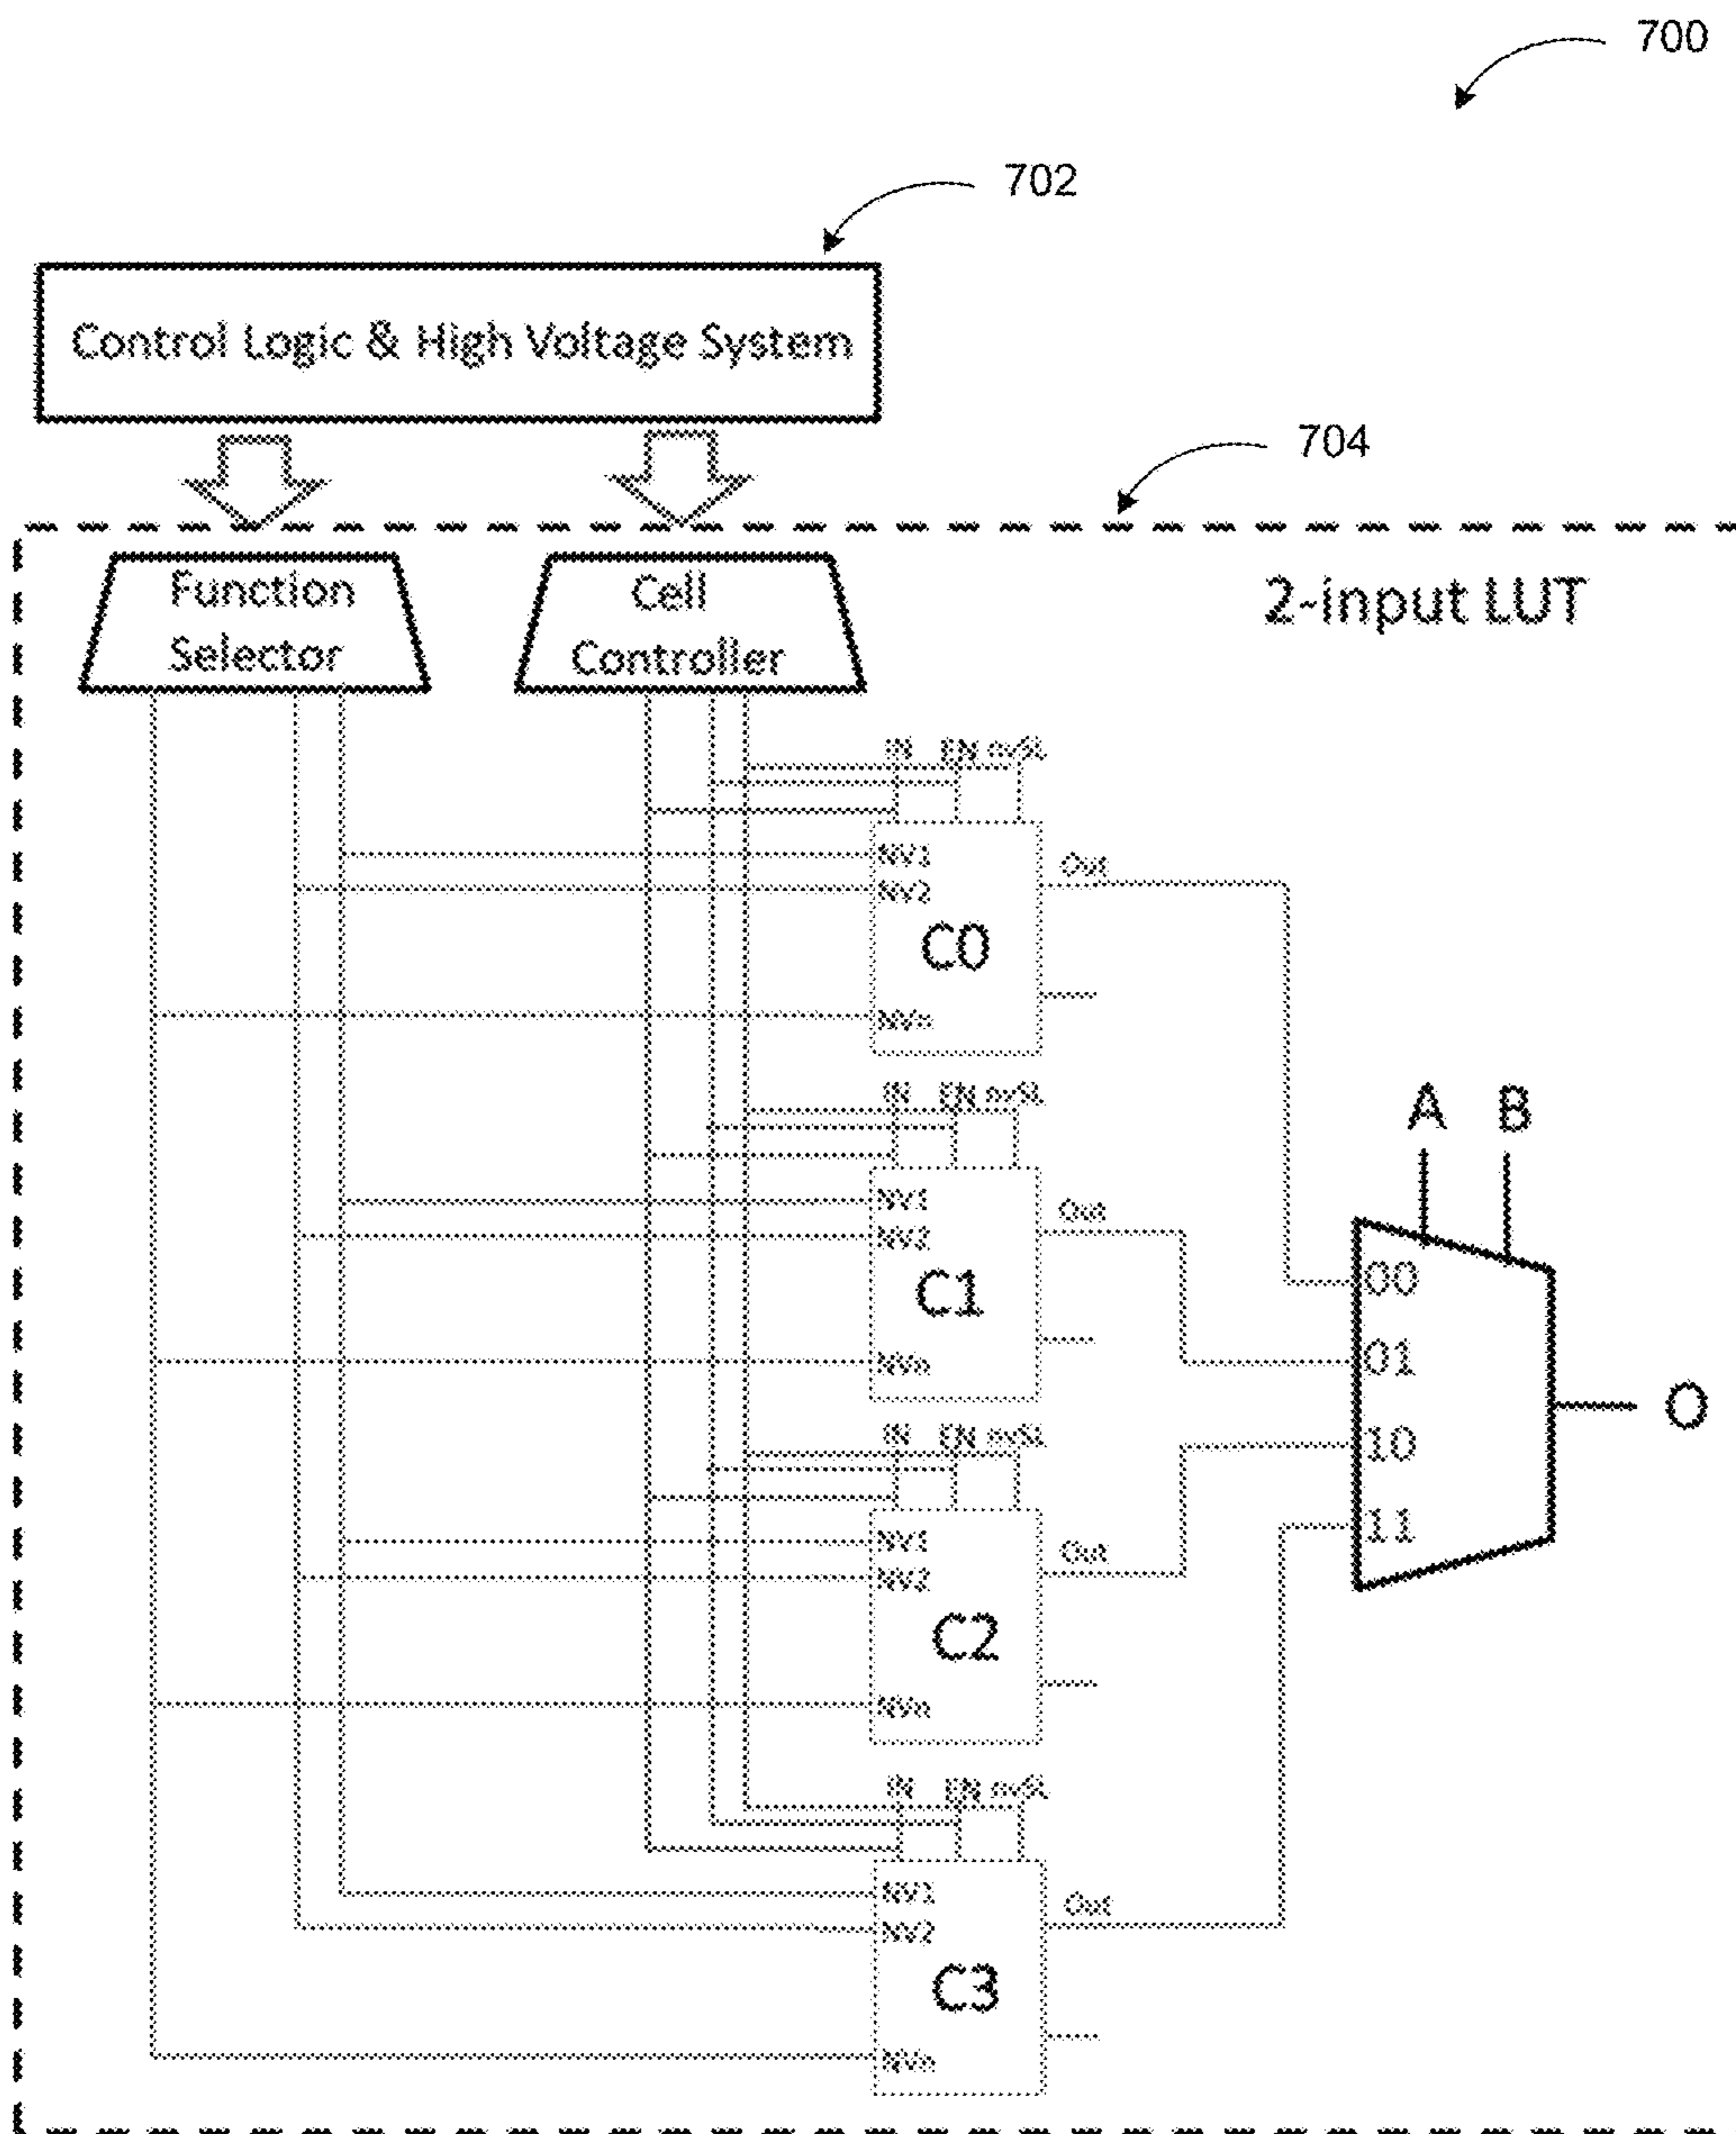 700
702
Control Logic & High Voltage System
704
Function
Selector
Cell
Controller
2-input LUT
IN EN nvSL
NV1
NV2
Out
C0
NVn
IN EN nvSL
NV1
NV2
Out
C1
NVn
A B
00
01
10
11
O
IN EN nvSL
NV1
NV2
Out
C2
NVn
IN EN nvSL
NV1
NV2
Out
C3
NVn